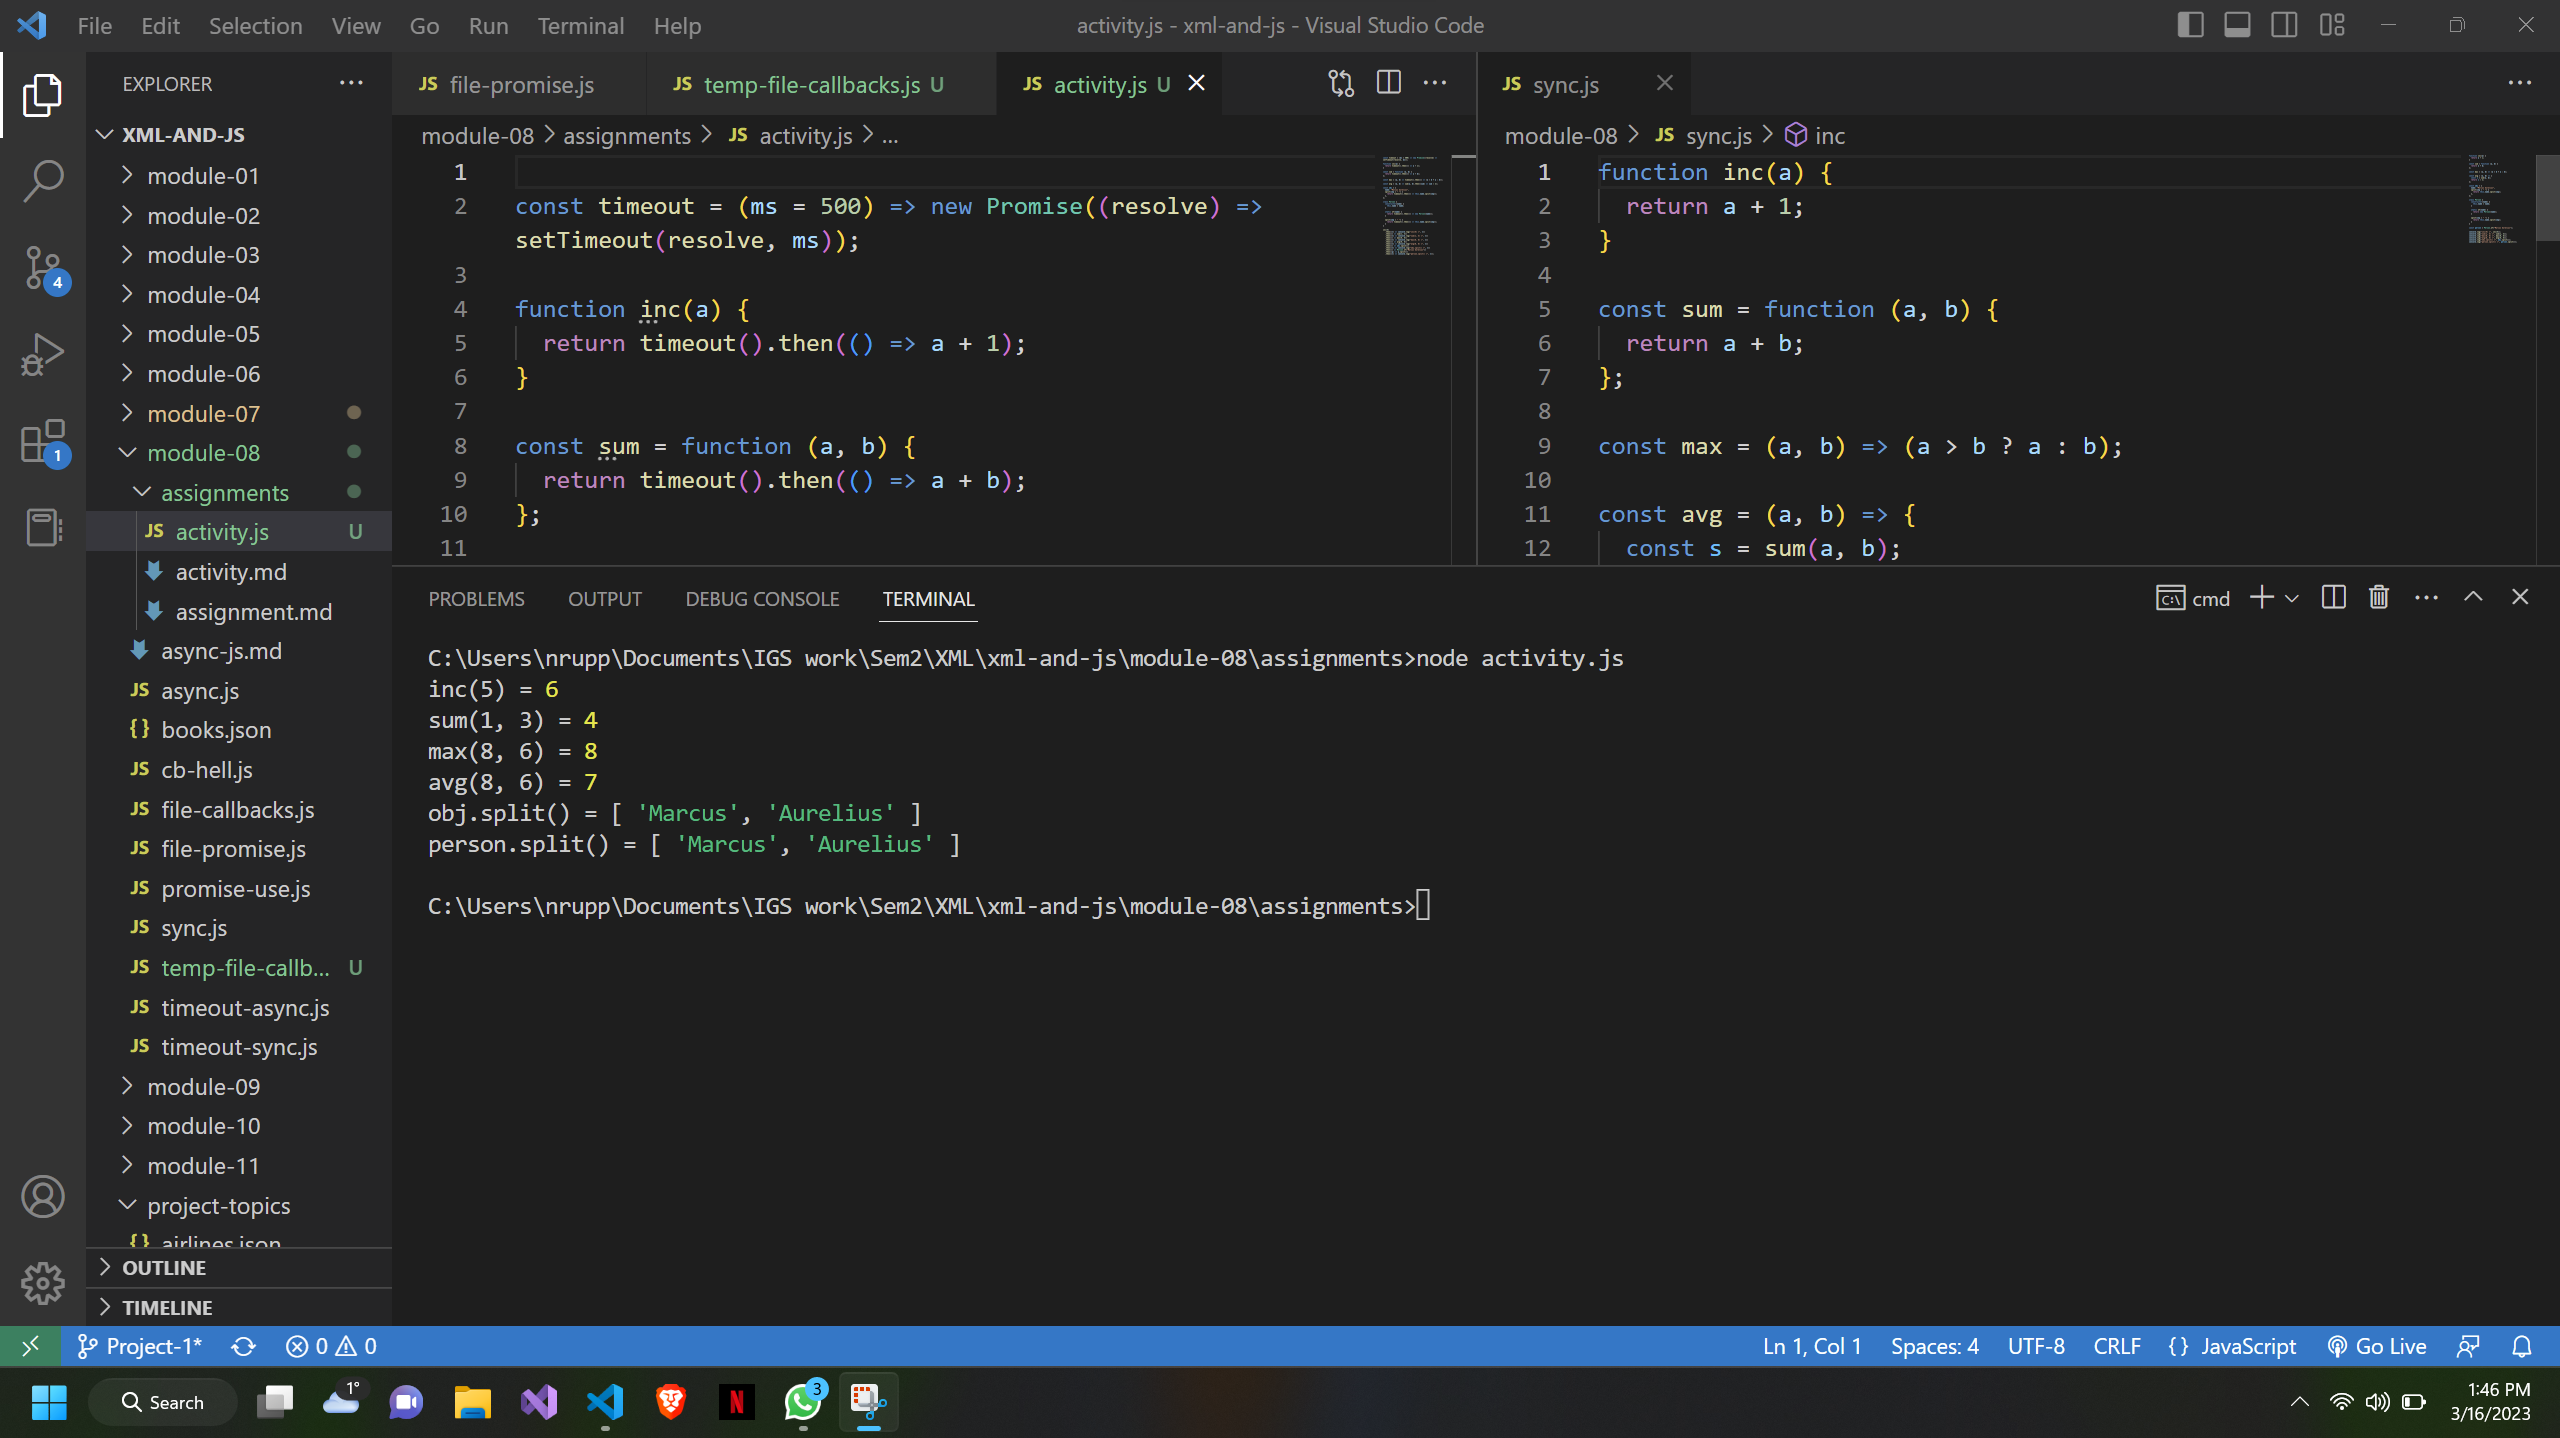 File Edit Selection View Go Run Terminal Help
activity.js - xml-and-js - Visual Studio Code
EXPLORER
XML-AND-JS
module-01
module-02
module-03
module-04
module-05
module-06
module-07
module-08
assignments
JS activity.js U
activity.md
assignment.md
async-js.md
JS async.js
{} books.json
JS cb-hell.js
JS file-callbacks.js
JS file-promise.js
JS promise-use.js
JS sync.js
JS temp-file-callb... U
JS timeout-async.js
JS timeout-sync.js
module-09
module-10
module-11
project-topics
{} airlines.json
OUTLINE
TIMELINE
4
1
JS file-promise.js JS temp-file-callbacks.js U JS activity.js U
module-08 > assignments > JS activity.js > ...
1
2 const timeout = (ms = 500) => new Promise((resolve) =>
setTimeout(resolve, ms));
3
4 function inc(a) {
5 return timeout().then(() => a + 1);
6 }
7
8 const sum = function (a, b) {
9 return timeout().then(() => a + b);
10 };
11
JS sync.js
module-08 > JS sync.js > inc
1 function inc(a) {
2 return a + 1;
3 }
4
5 const sum = function (a, b) {
6 return a + b;
7 };
8
9 const max = (a, b) => (a > b ? a : b);
10
11 const avg = (a, b) => {
12 const s = sum(a, b);
PROBLEMS OUTPUT DEBUG CONSOLE TERMINAL
cmd
C:\Users\nrupp\Documents\IGS work\Sem2\XML\xml-and-js\module-08\assignments>node activity.js
inc(5) = 6
sum(1, 3) = 4
max(8, 6) = 8
avg(8, 6) = 7
obj.split() = [ 'Marcus', 'Aurelius' ]
person.split() = [ 'Marcus', 'Aurelius' ]
C:\Users\nrupp\Documents\IGS work\Sem2\XML\xml-and-js\module-08\assignments>
Project-1* 0 0
Ln 1, Col 1 Spaces: 4 UTF-8 CRLF {} JavaScript Go Live
Search
1°
3
1:46 PM
3/16/2023